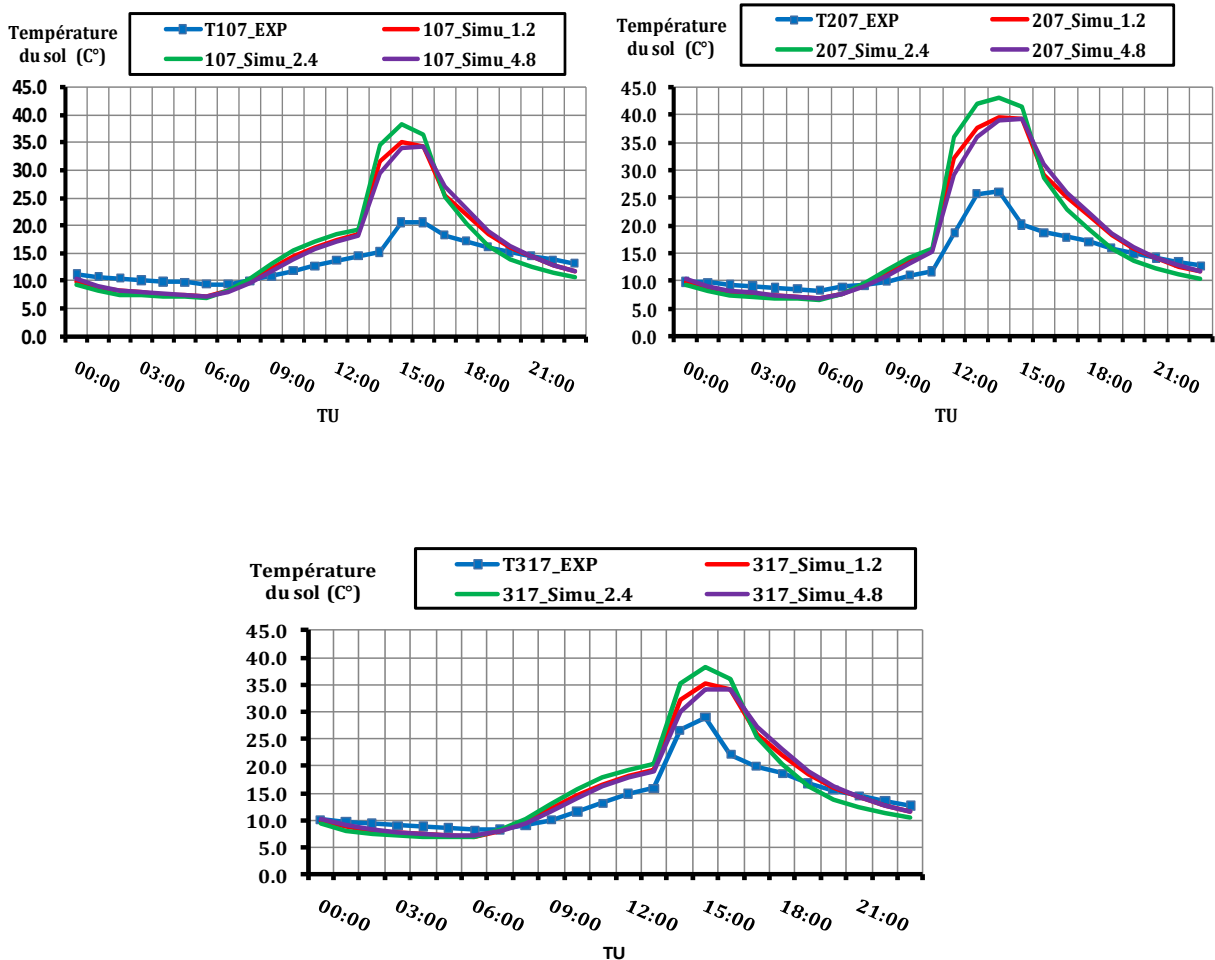 Température
du sol (C°)
T107_EXP 107_Simu_1.2
107_Simu_2.4 107_Simu_4.8
45.0
40.0
35.0
30.0
25.0
20.0
15.0
10.0
5.0
0.0
00:00 03:00 06:00 09:00 12:00 15:00 18:00 21:00
TU
Température
du sol (C°)
T207_EXP 207_Simu_1.2
207_Simu_2.4 207_Simu_4.8
45.0
40.0
35.0
30.0
25.0
20.0
15.0
10.0
5.0
0.0
00:00 03:00 06:00 09:00 12:00 15:00 18:00 21:00
TU
Température
du sol (C°)
T317_EXP 317_Simu_1.2
317_Simu_2.4 317_Simu_4.8
45.0
40.0
35.0
30.0
25.0
20.0
15.0
10.0
5.0
0.0
00:00 03:00 06:00 09:00 12:00 15:00 18:00 21:00
TU